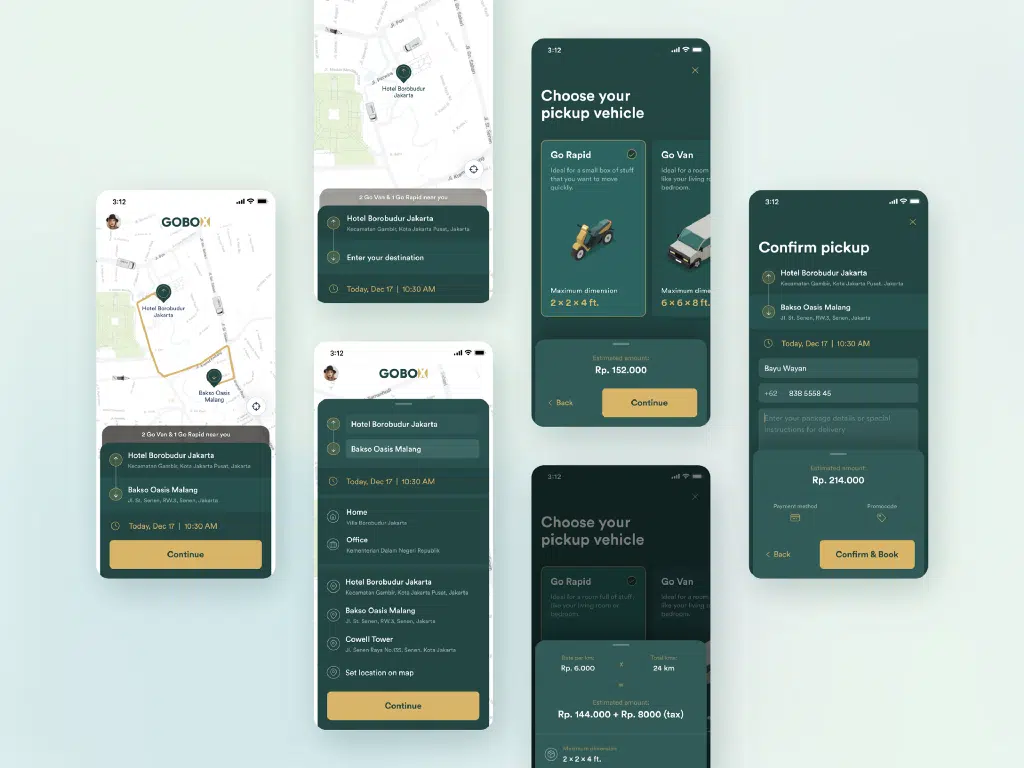 3:12
GOBOX
Hotel Borobudur
Jakarta
Bakso Oasis
Malang
2 Go Van & 1 Go Rapid near you
Hotel Borobudur Jakarta
Kecamatan Gambir, Kota Jakarta Pusat, Jakarta
Bakso Oasis Malang
Jl. St. Senen, RW.3, Senen, Jakarta
Today, Dec 17 | 10:30 AM
Continue
Hotel Borobudur
Jakarta
2 Go Van & 1 Go Rapid near you
Hotel Borobudur Jakarta
Kecamatan Gambir, Kota Jakarta Pusat, Jakarta
Enter your destination
Today, Dec 17 | 10:30 AM
3:12
GOBOX
Hotel Borobudur Jakarta
Bakso Oasis Malang
Today, Dec 17 | 10:30 AM
Home
Villa Borobudur Jakarta
Office
Kementerian Dalam Negeri Republik
Hotel Borobudur Jakarta
Kecamatan Gambir, Kota Jakarta Pusat, Jakarta
Bakso Oasis Malang
Jl. St. Senen, RW.3, Senen, Jakarta
Cowell Tower
Jl. Senen Raya No.135, Senen, Kota Jakarta
Set location on map
Continue
3:12
Choose your
pickup vehicle
Go Rapid
Ideal for a small box of stuff
that you want to move
quickly.
Maximum dimension
2 × 2 × 4 ft.
Go Van
Ideal for a room
like your living
bedroom.
Maximum dime
6 × 6 × 8 ft.
Estimated amount:
Rp. 152.000
Back
Continue
3:12
Choose your
pickup vehicle
Go Rapid
Ideal for a room full of stuff
like your living room or
bedroom.
Go Van
Ideal for a
like your living
bedroom.
Rate per km:
Rp. 6.000
x
Total kms:
24 km
=
Estimated amount:
Rp. 144.000 + Rp. 8000 (tax)
Maximum dimension
2 × 2 × 4 ft.
3:12
Confirm pickup
Hotel Borobudur Jakarta
Kecamatan Gambir, Kota Jakarta Pusat, Jakarta
Bakso Oasis Malang
Jl. St. Senen, RW.3, Senen, Jakarta
Today, Dec 17 | 10:30 AM
Bayu Wayan
+62 838 5558 45
Enter your package details or special
instructions for delivery
Estimated amount:
Rp. 214.000
Payment method
Promocode
Back
Confirm & Book